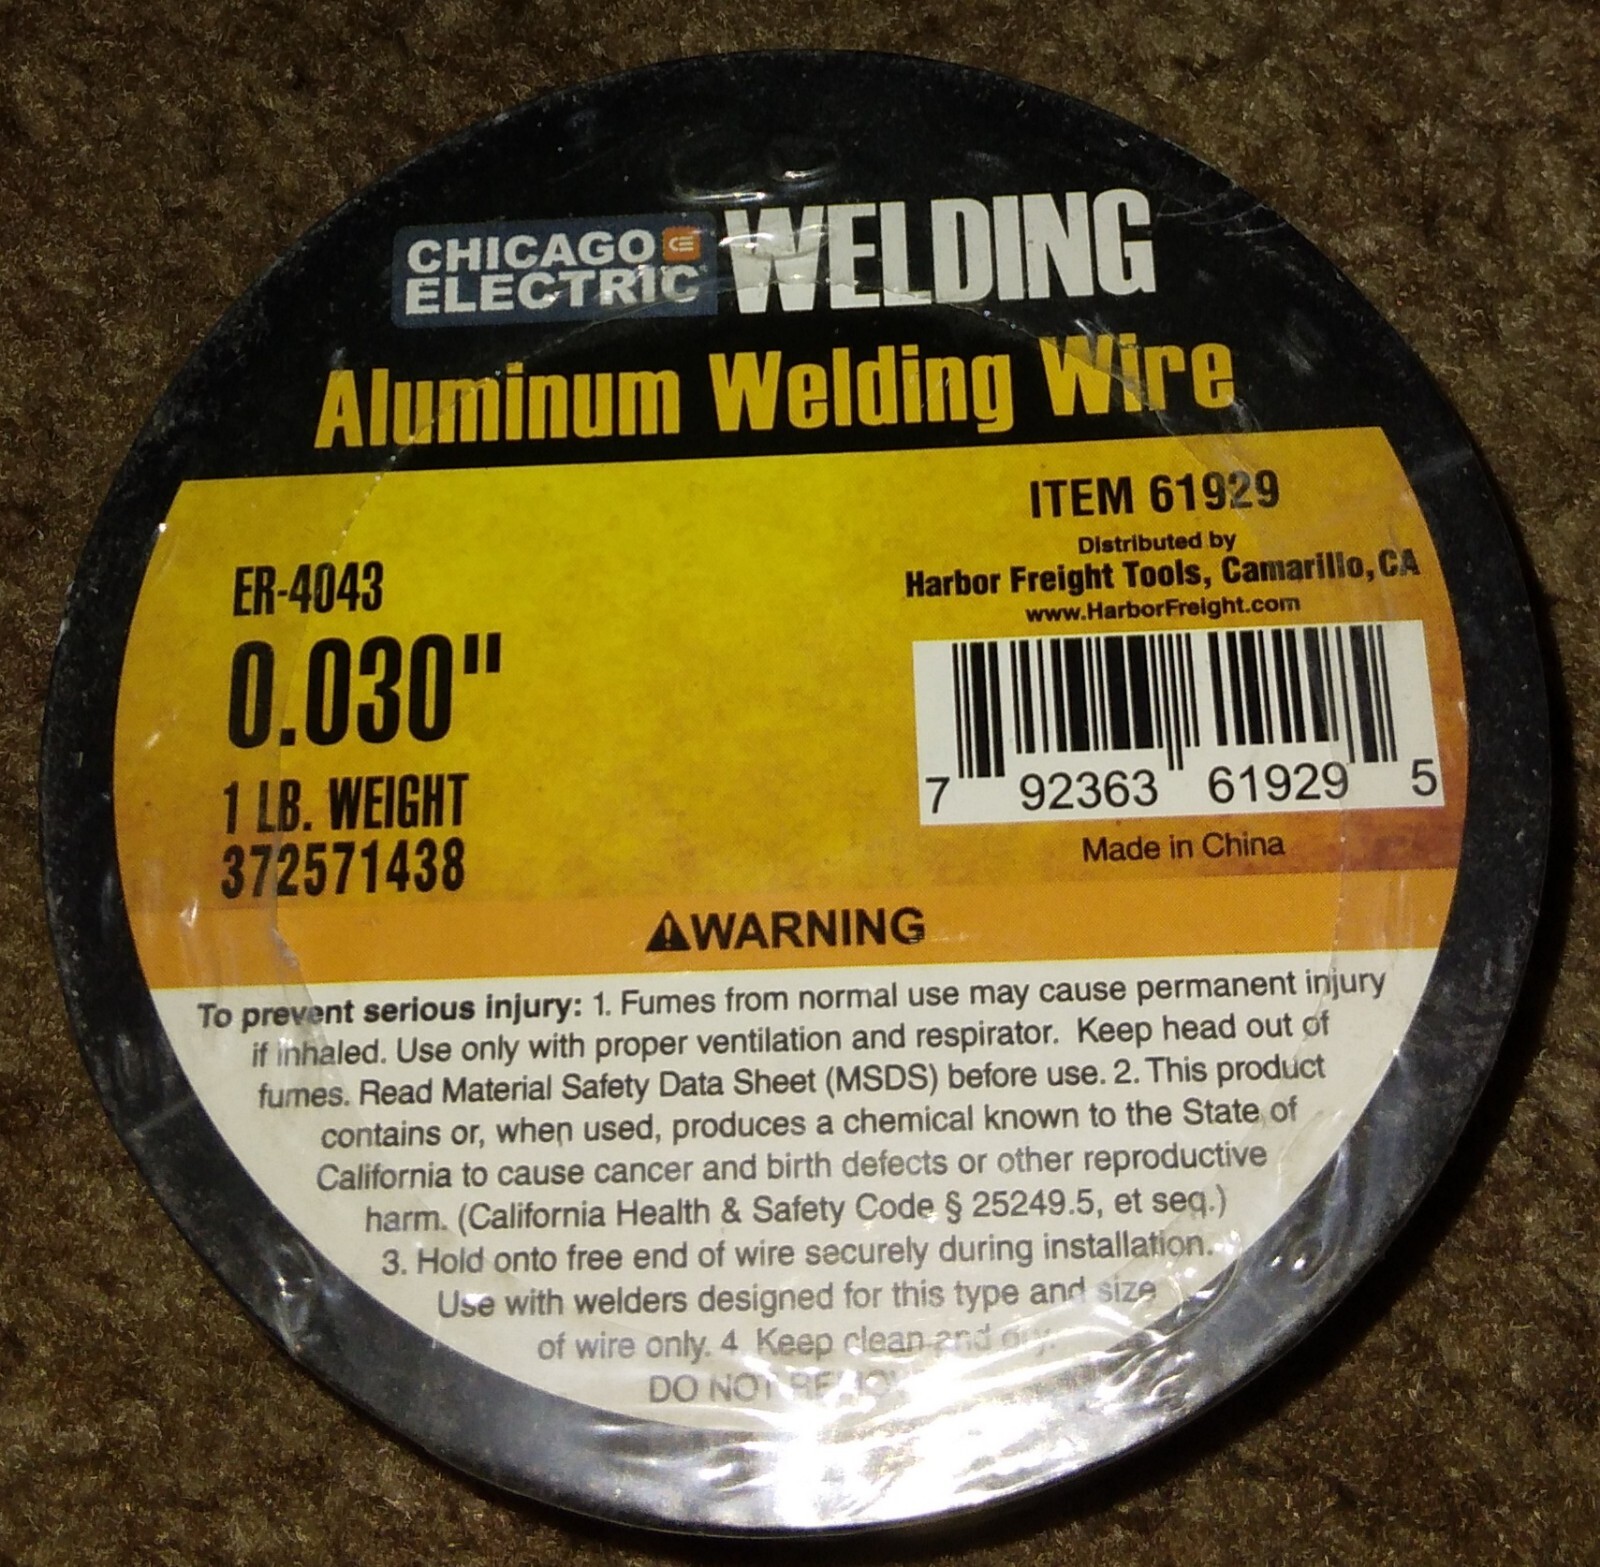 CHICAGO
ELECTRIC
WELDING
Aluminum Welding Wire
ER-4043
0.030"
1 LB. WEIGHT
372571438
ITEM 61929
Distributed by
Harbor Freight Tools, Camarillo, CA
www.HarborFreight.com
7 92363 61929 5
Made in China
⚠WARNING
To prevent serious injury: 1. Fumes from normal use may cause permanent injury
if inhaled. Use only with proper ventilation and respirator. Keep head out of
fumes. Read Material Safety Data Sheet (MSDS) before use. 2. This product
contains or, when used, produces a chemical known to the State of
California to cause cancer and birth defects or other reproductive
harm. (California Health & Safety Code § 25249.5, et seq.)
3. Hold onto free end of wire securely during installation.
Use with welders designed for this type and size
of wire only. 4. Keep clean and dry.
DO NOT